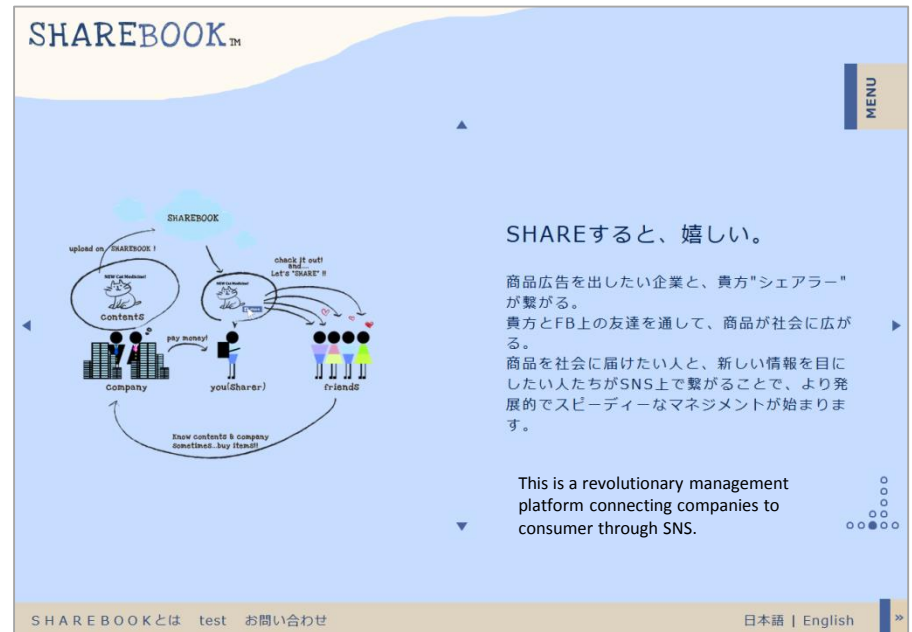 SHAREBOOK™
MENU
SHAREBOOK
upload on SHAREBOOK !
chack it out!
and...
Let's "SHARE" !!
NEW Cat Medicine!
NEW Cat Medicine!
contents
pay money!
company
you(sharer)
friends
Know contents & company
sometimes...buy items!!
SHAREすると、嬉しい。
商品広告を出したい企業と、貴方"シェアラー"
が繋がる。
貴方とFB上の友達を通して、商品が社会に広が
る。
商品を社会に届けたい人と、新しい情報を目に
したい人たちがSNS上で繋がることで、より発
展的でスピーディーなマネジメントが始まりま
す。
This is a revolutionary management
platform connecting companies to
consumer through SNS.
SHAREBOOKとは test お問い合わせ
日本語 | English »